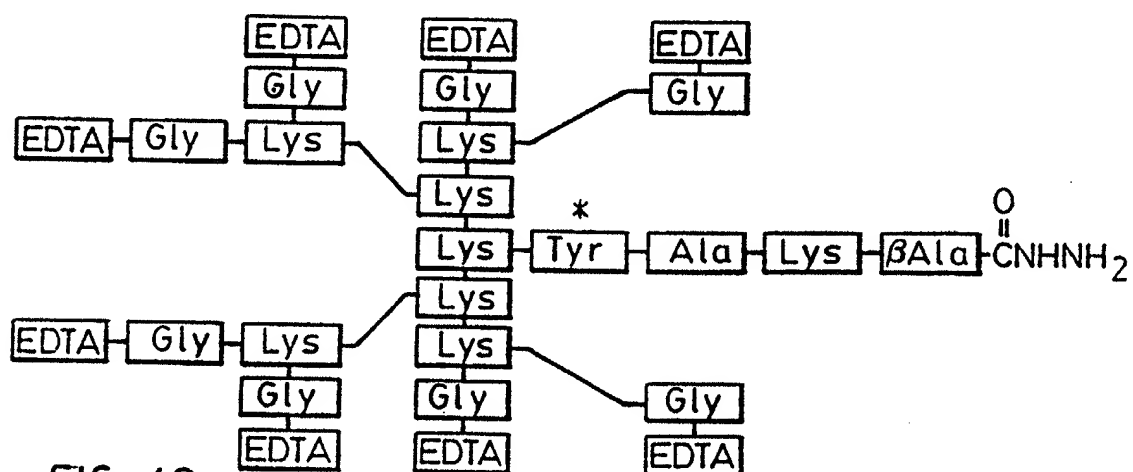 EDTA EDTA EDTA
Gly Gly Gly
EDTA Gly Lys Lys
Lys
*
O
Lys Tyr Ala Lys βAla CNHNH₂
Lys
EDTA Gly Lys Lys
Gly Gly Gly
EDTA EDTA EDTA